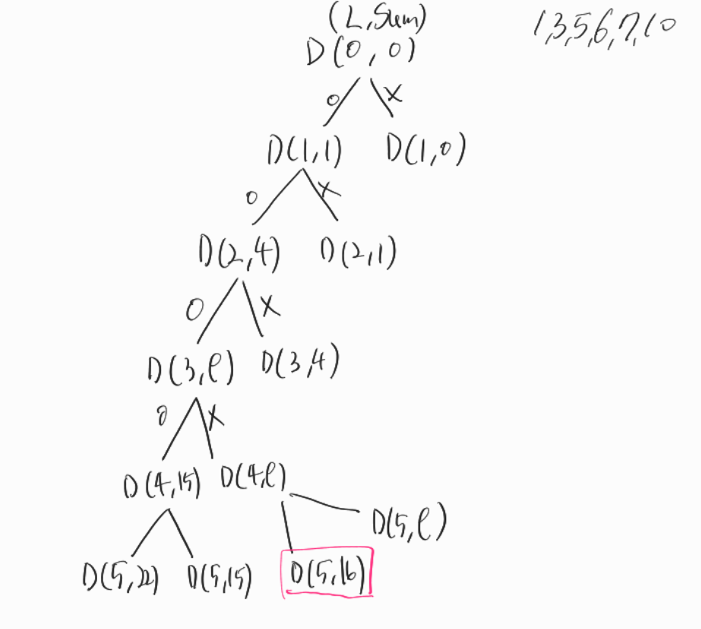 (L, Sum)
1,3,5,6,7,10
D(0,0)
O X
D(1,1) D(1,0)
O X
D(2,4) D(2,1)
O X
D(3,9) D(3,4)
O X
D(4,15) D(4,9)
D(5,9)
D(5,22) D(5,15) D(5,16)